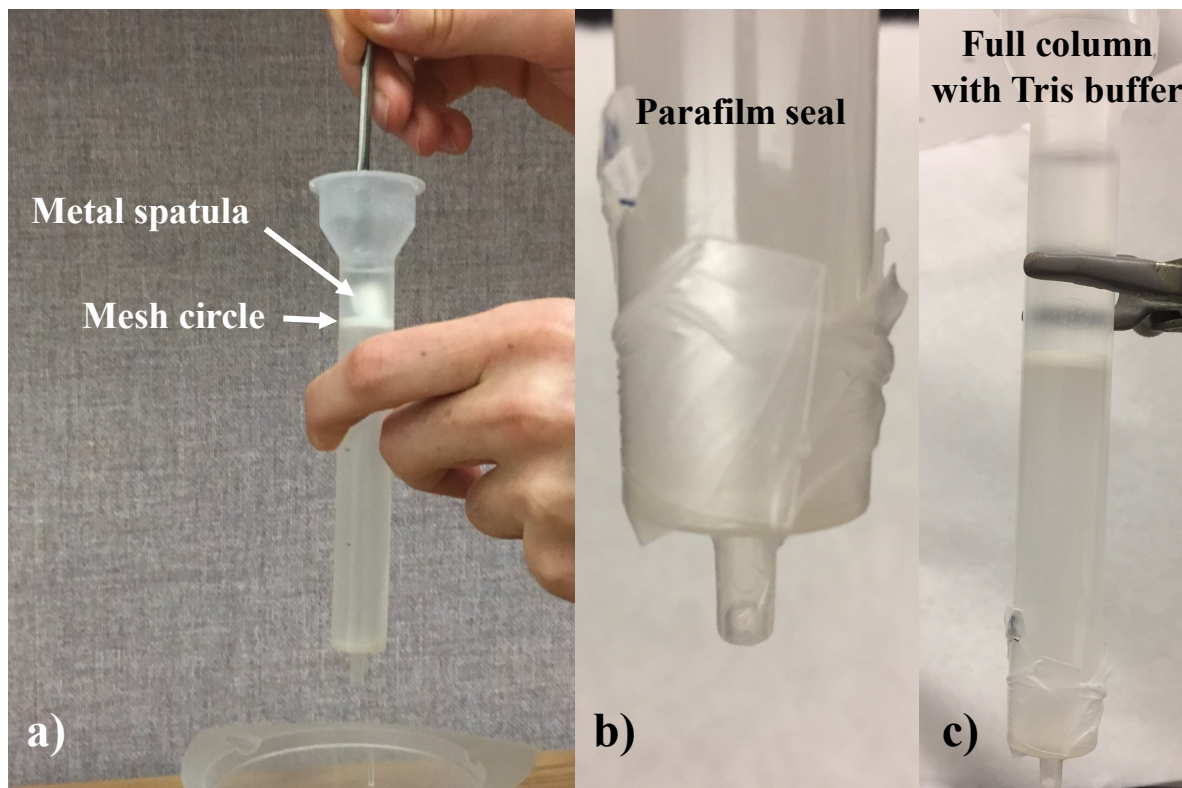 Metal spatula
Mesh circle
a)
Parafilm seal
b)
Full column
with Tris buffer
c)